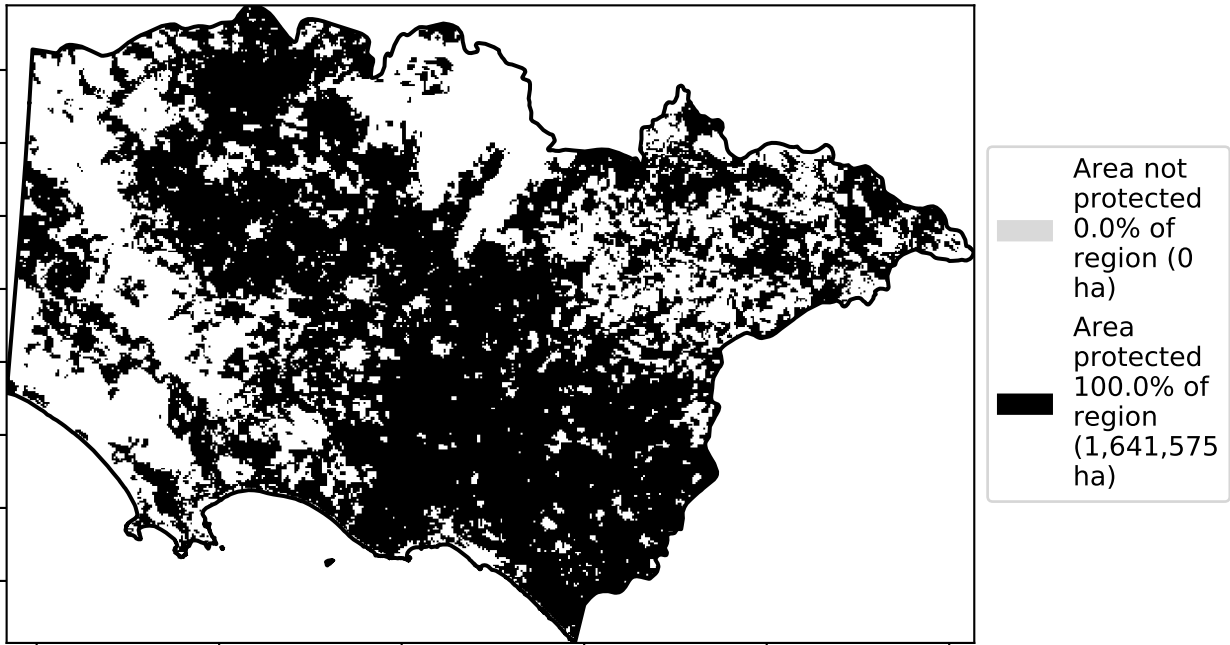 Area not
protected
0.0% of
region (0
ha)
Area
protected
100.0% of
region
(1,641,575
ha)